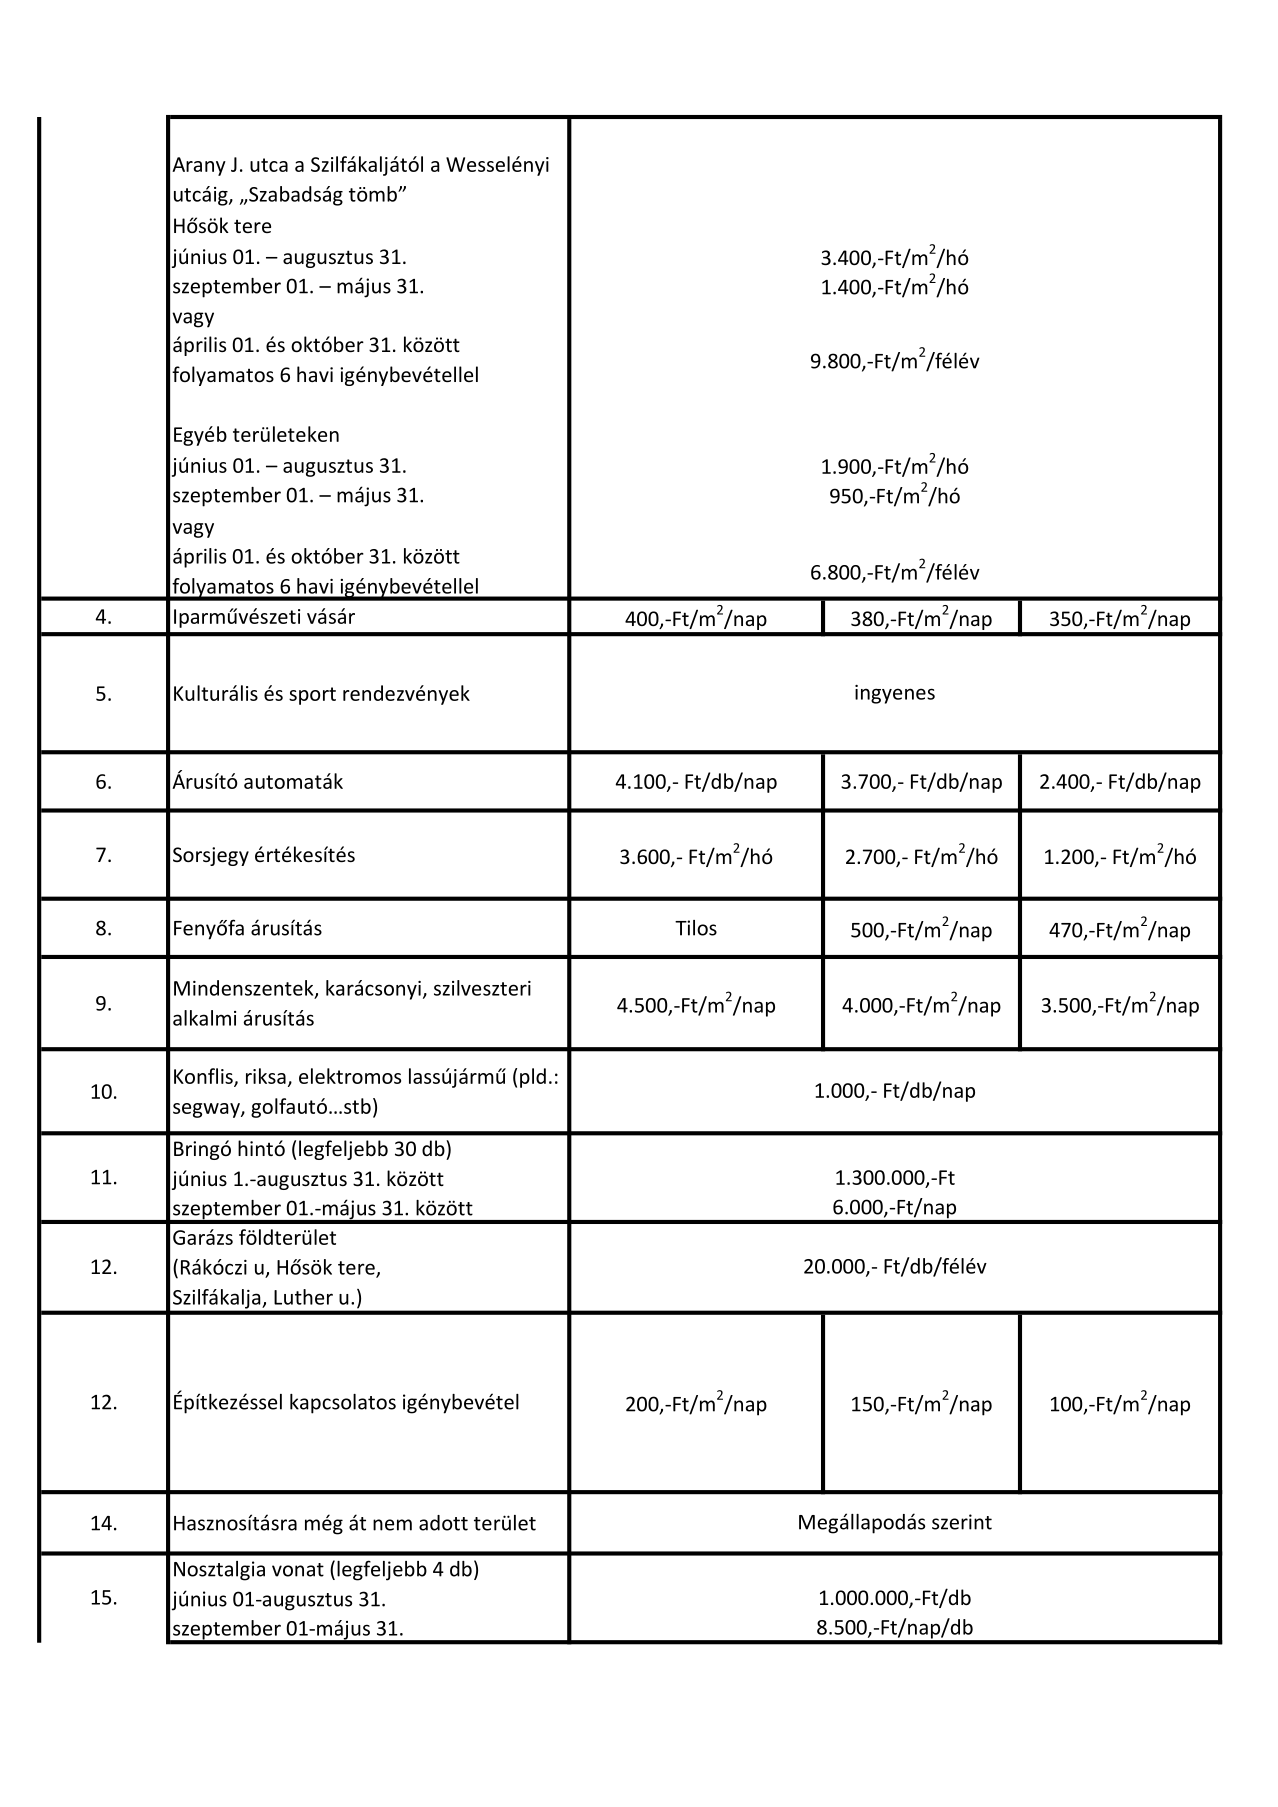 Arany J. utca a Szilfákaljától a Wesselényi
utcáig, „Szabadság tömb”
Hősök tere
június 01. – augusztus 31. 3.400,-Ft/m²/hó
szeptember 01. – május 31. 1.400,-Ft/m²/hó
vagy
április 01. és október 31. között
folyamatos 6 havi igénybevétellel 9.800,-Ft/m²/félév
Egyéb területeken
június 01. – augusztus 31. 1.900,-Ft/m²/hó
szeptember 01. – május 31. 950,-Ft/m²/hó
vagy
április 01. és október 31. között
folyamatos 6 havi igénybevétellel 6.800,-Ft/m²/félév
4. Iparművészeti vásár 400,-Ft/m²/nap 380,-Ft/m²/nap 350,-Ft/m²/nap
5. Kulturális és sport rendezvények ingyenes
6. Árusító automaták 4.100,- Ft/db/nap 3.700,- Ft/db/nap 2.400,- Ft/db/nap
7. Sorsjegy értékesítés 3.600,- Ft/m²/hó 2.700,- Ft/m²/hó 1.200,- Ft/m²/hó
8. Fenyőfa árusítás Tilos 500,-Ft/m²/nap 470,-Ft/m²/nap
9. Mindenszentek, karácsonyi, szilveszteri
alkalmi árusítás 4.500,-Ft/m²/nap 4.000,-Ft/m²/nap 3.500,-Ft/m²/nap
10. Konflis, riksa, elektromos lassújármű (pld.:
segway, golfautó...stb) 1.000,- Ft/db/nap
11. Bringó hintó (legfeljebb 30 db)
június 1.-augusztus 31. között 1.300.000,-Ft
szeptember 01.-május 31. között 6.000,-Ft/nap
12. Garázs földterület
(Rákóczi u, Hősök tere, 20.000,- Ft/db/félév
Szilfákalja, Luther u.)
12. Építkezéssel kapcsolatos igénybevétel 200,-Ft/m²/nap 150,-Ft/m²/nap 100,-Ft/m²/nap
14. Hasznosításra még át nem adott terület Megállapodás szerint
15. Nosztalgia vonat (legfeljebb 4 db)
június 01-augusztus 31. 1.000.000,-Ft/db
szeptember 01-május 31. 8.500,-Ft/nap/db